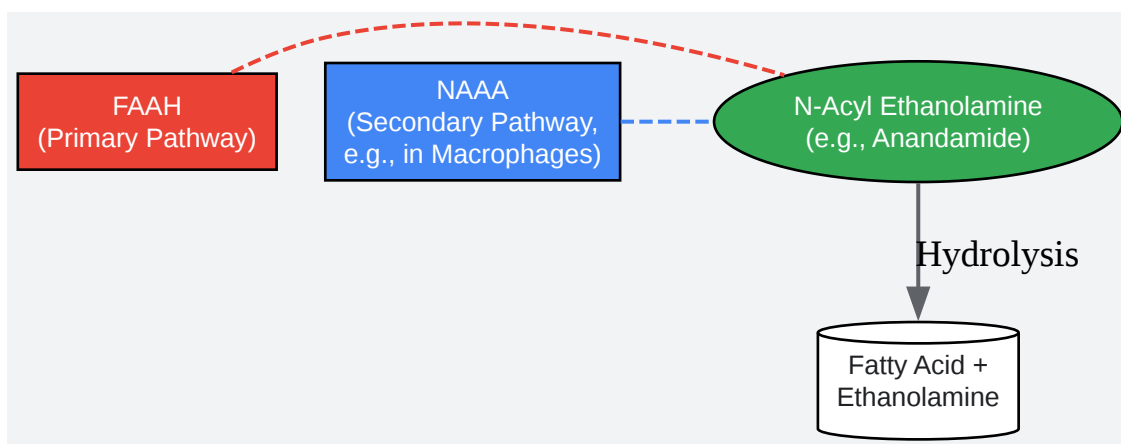 FAAH
(Primary Pathway)
NAAA
(Secondary Pathway,
e.g., in Macrophages)
N-Acyl Ethanolamine
(e.g., Anandamide)
Hydrolysis
Fatty Acid +
Ethanolamine